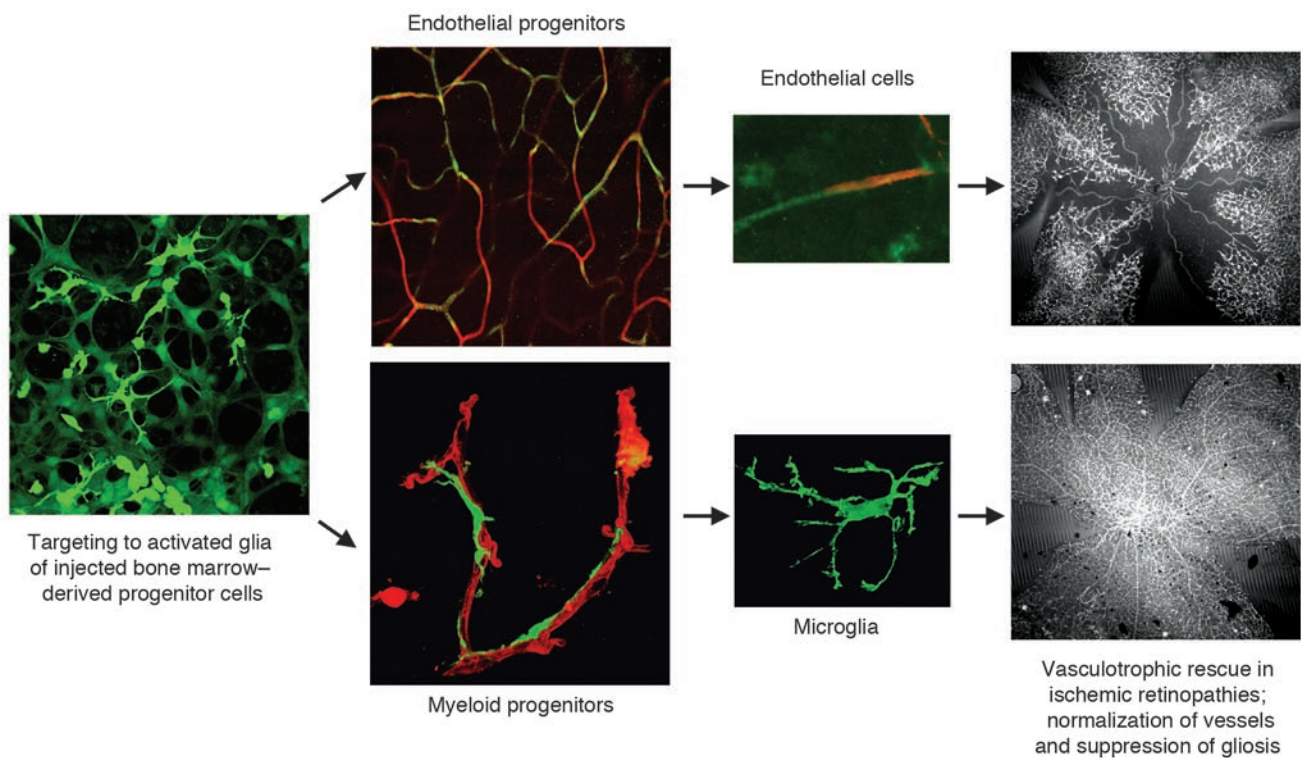 Endothelial progenitors
Endothelial cells
Targeting to activated glia
of injected bone marrow–
derived progenitor cells
Myeloid progenitors
Microglia
Vasculotrophic rescue in
ischemic retinopathies;
normalization of vessels
and suppression of gliosis